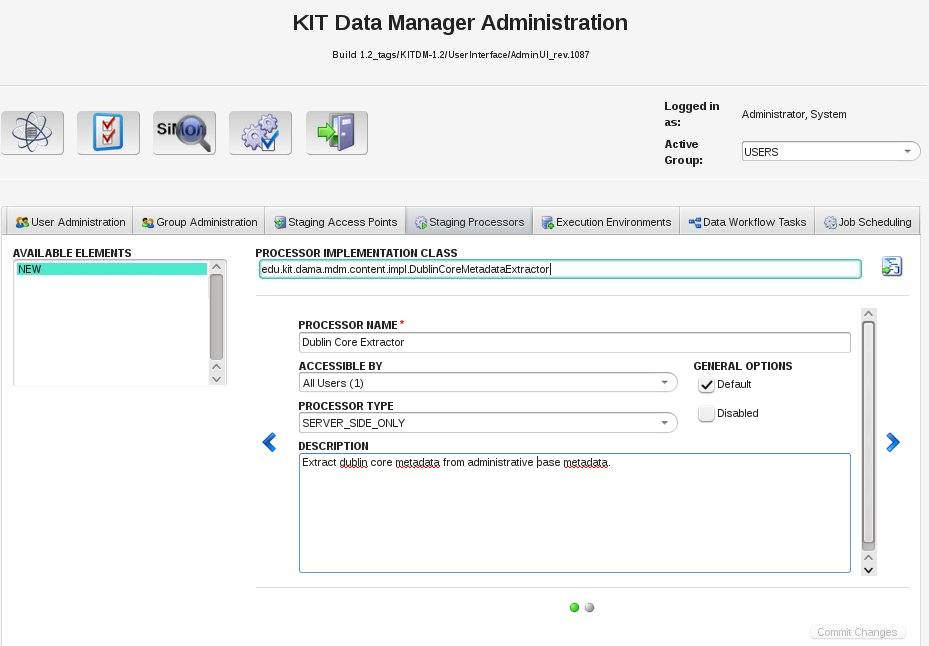 KIT Data Manager Administration
Build 1.2_tags/KITDM-1.2/UserInterface/AdminUI_rev.1087
SiMon
Logged in as:
Administrator, System
Active Group:
USERS
User Administration
Group Administration
Staging Access Points
Staging Processors
Execution Environments
Data Workflow Tasks
Job Scheduling
AVAILABLE ELEMENTS
NEW
PROCESSOR IMPLEMENTATION CLASS
edu.kit.dama.mdm.content.impl.DublinCoreMetadataExtractor
PROCESSOR NAME *
Dublin Core Extractor
ACCESSIBLE BY
All Users (1)
GENERAL OPTIONS
Default
PROCESSOR TYPE
SERVER_SIDE_ONLY
Disabled
DESCRIPTION
Extract dublin core metadata from administrative base metadata.
Commit Changes